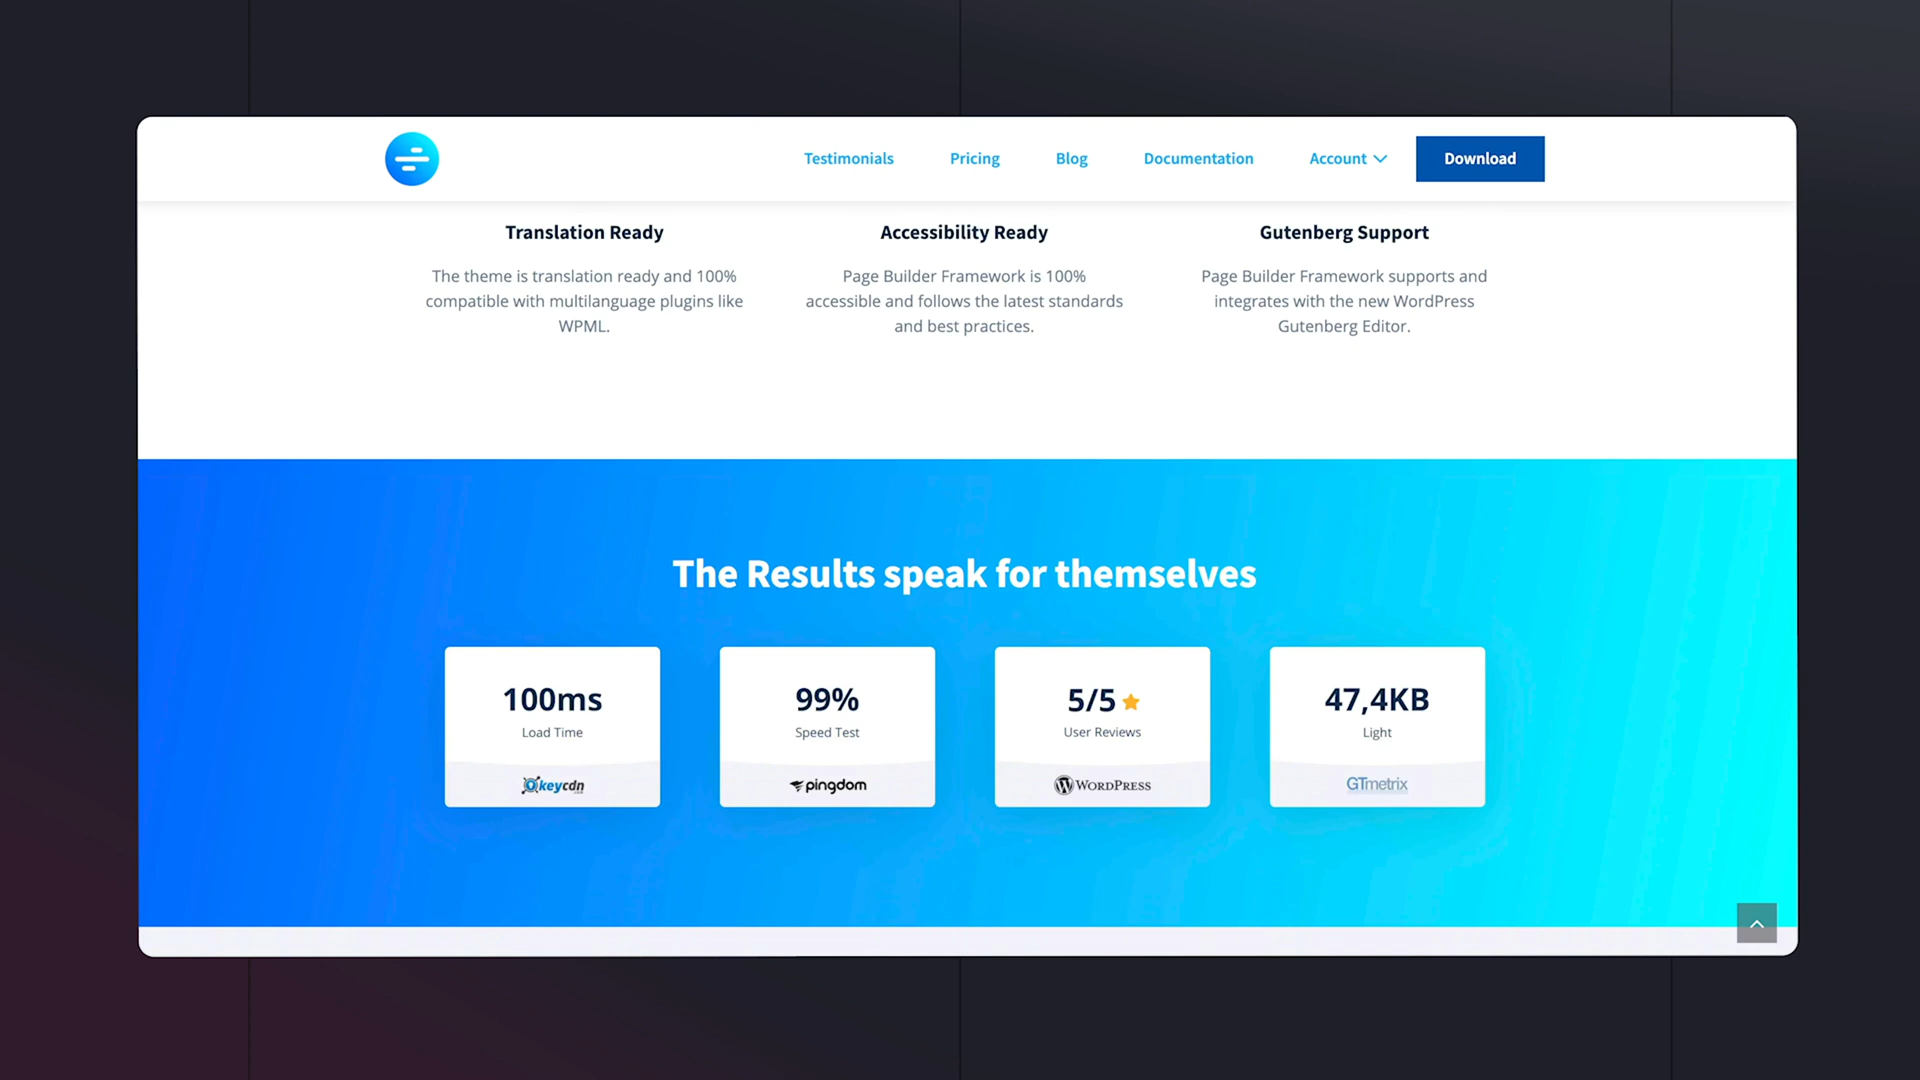 Testimonials
Pricing
Blog
Documentation
Account
Download
Translation Ready
The theme is translation ready and 100%
compatible with multilanguage plugins like
WPML.
Accessibility Ready
Page Builder Framework is 100%
accessible and follows the latest standards
and best practices.
Gutenberg Support
Page Builder Framework supports and
integrates with the new WordPress
Gutenberg Editor.
The Results speak for themselves
100ms
Load Time
keycdn
99%
Speed Test
pingdom
5/5
User Reviews
WORDPRESS
47,4KB
Light
GTmetrix